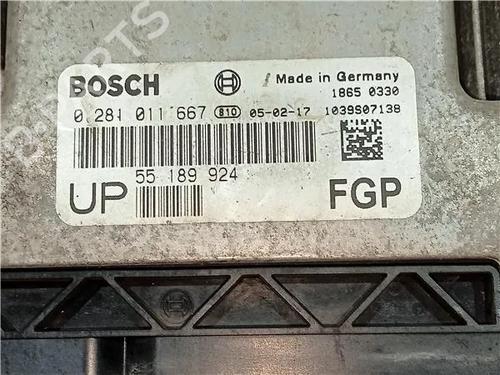 BOSCH
Made in Germany
1865 0330
0 281 011 667 810 05-02-17 1039S07138
55 189 924
UP FGP
PARTS